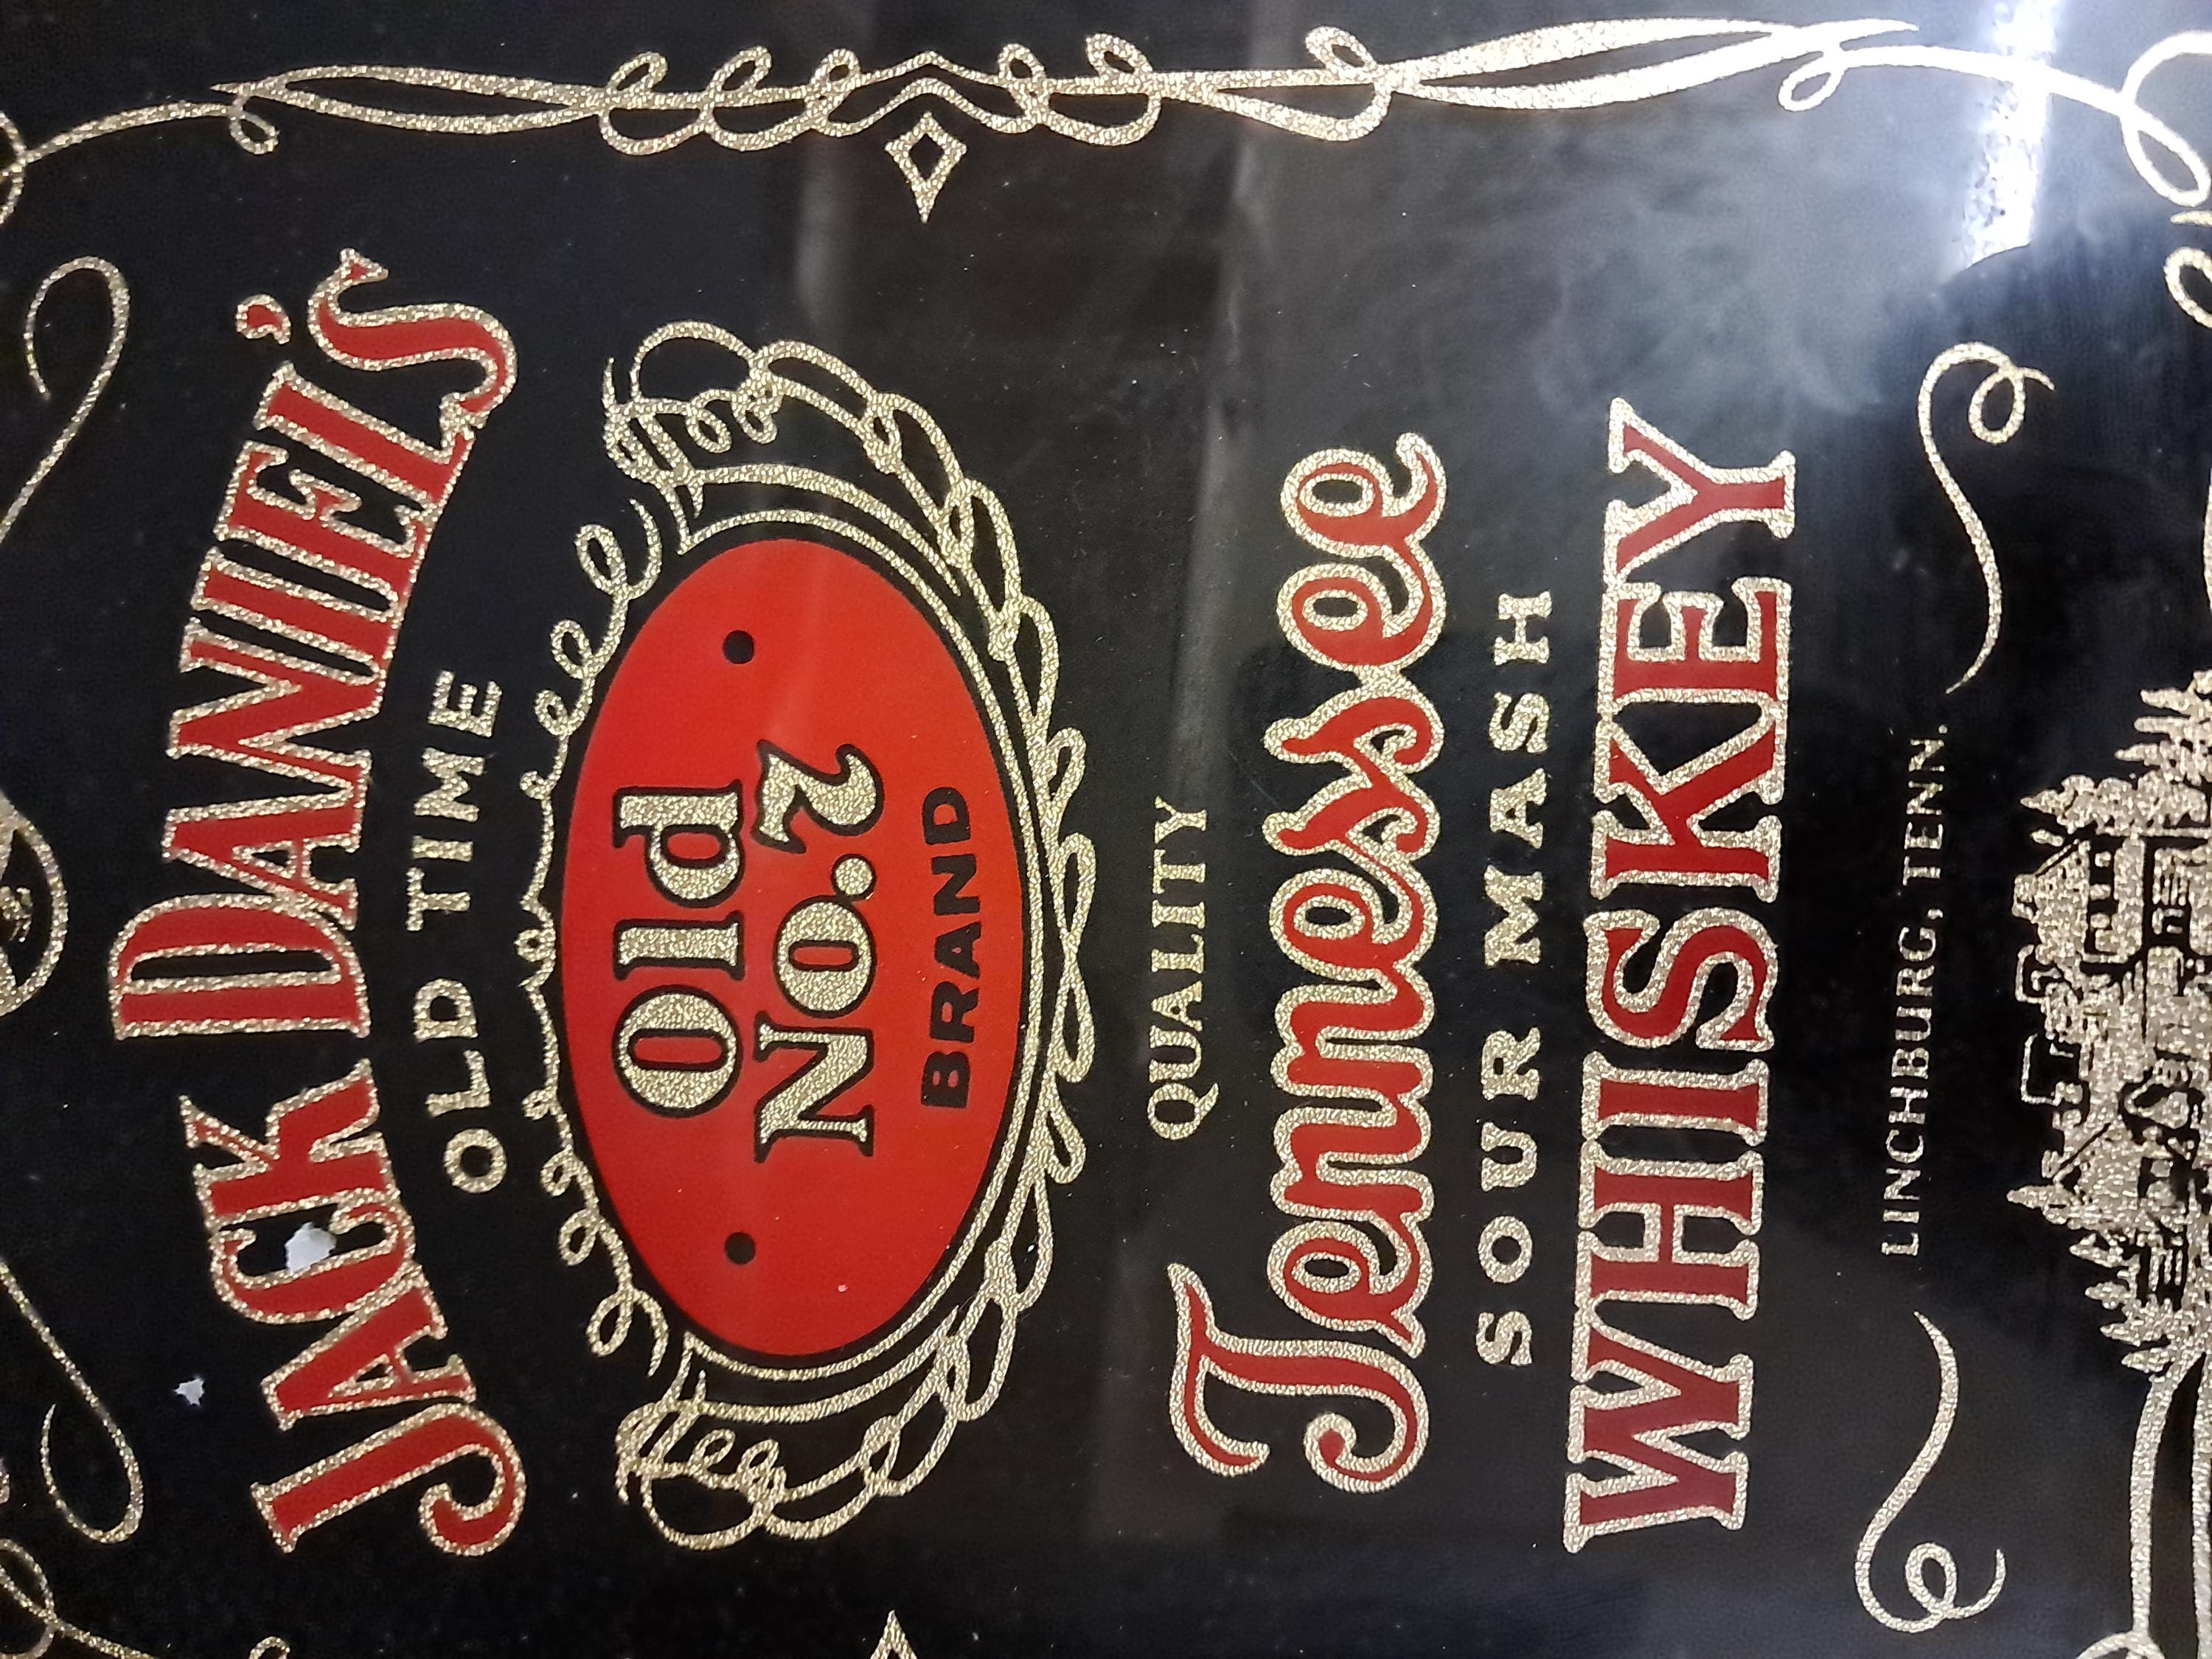 JACK DANIEL'S
OLD TIME
Old
No.7
BRAND
QUALITY
Tennessee
SOUR MASH
WHISKEY
LINCHBURG, TENN.